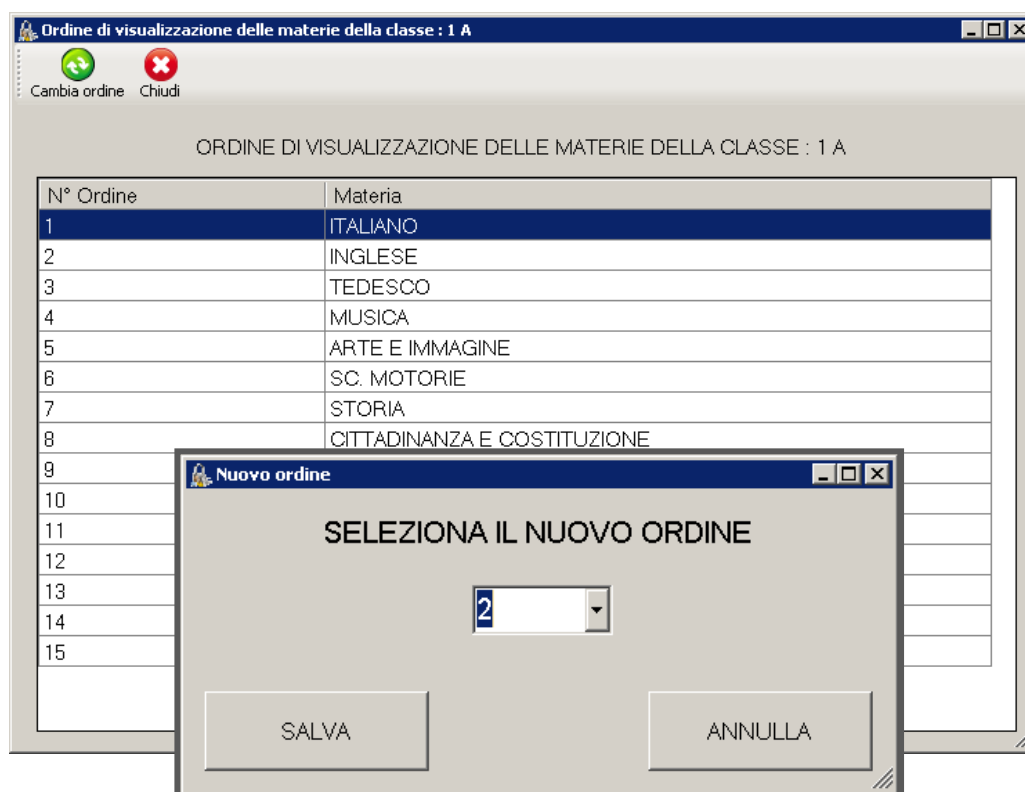 Ordine di visualizzazione delle materie della classe : 1 A
Cambia ordine Chiudi
ORDINE DI VISUALIZZAZIONE DELLE MATERIE DELLA CLASSE : 1 A
N° Ordine Materia
1 ITALIANO
2 INGLESE
3 TEDESCO
4 MUSICA
5 ARTE E IMMAGINE
6 SC. MOTORIE
7 STORIA
8 CITTADINANZA E COSTITUZIONE
9
10
11
12
13
14
15
Nuovo ordine
SELEZIONA IL NUOVO ORDINE
2
SALVA ANNULLA